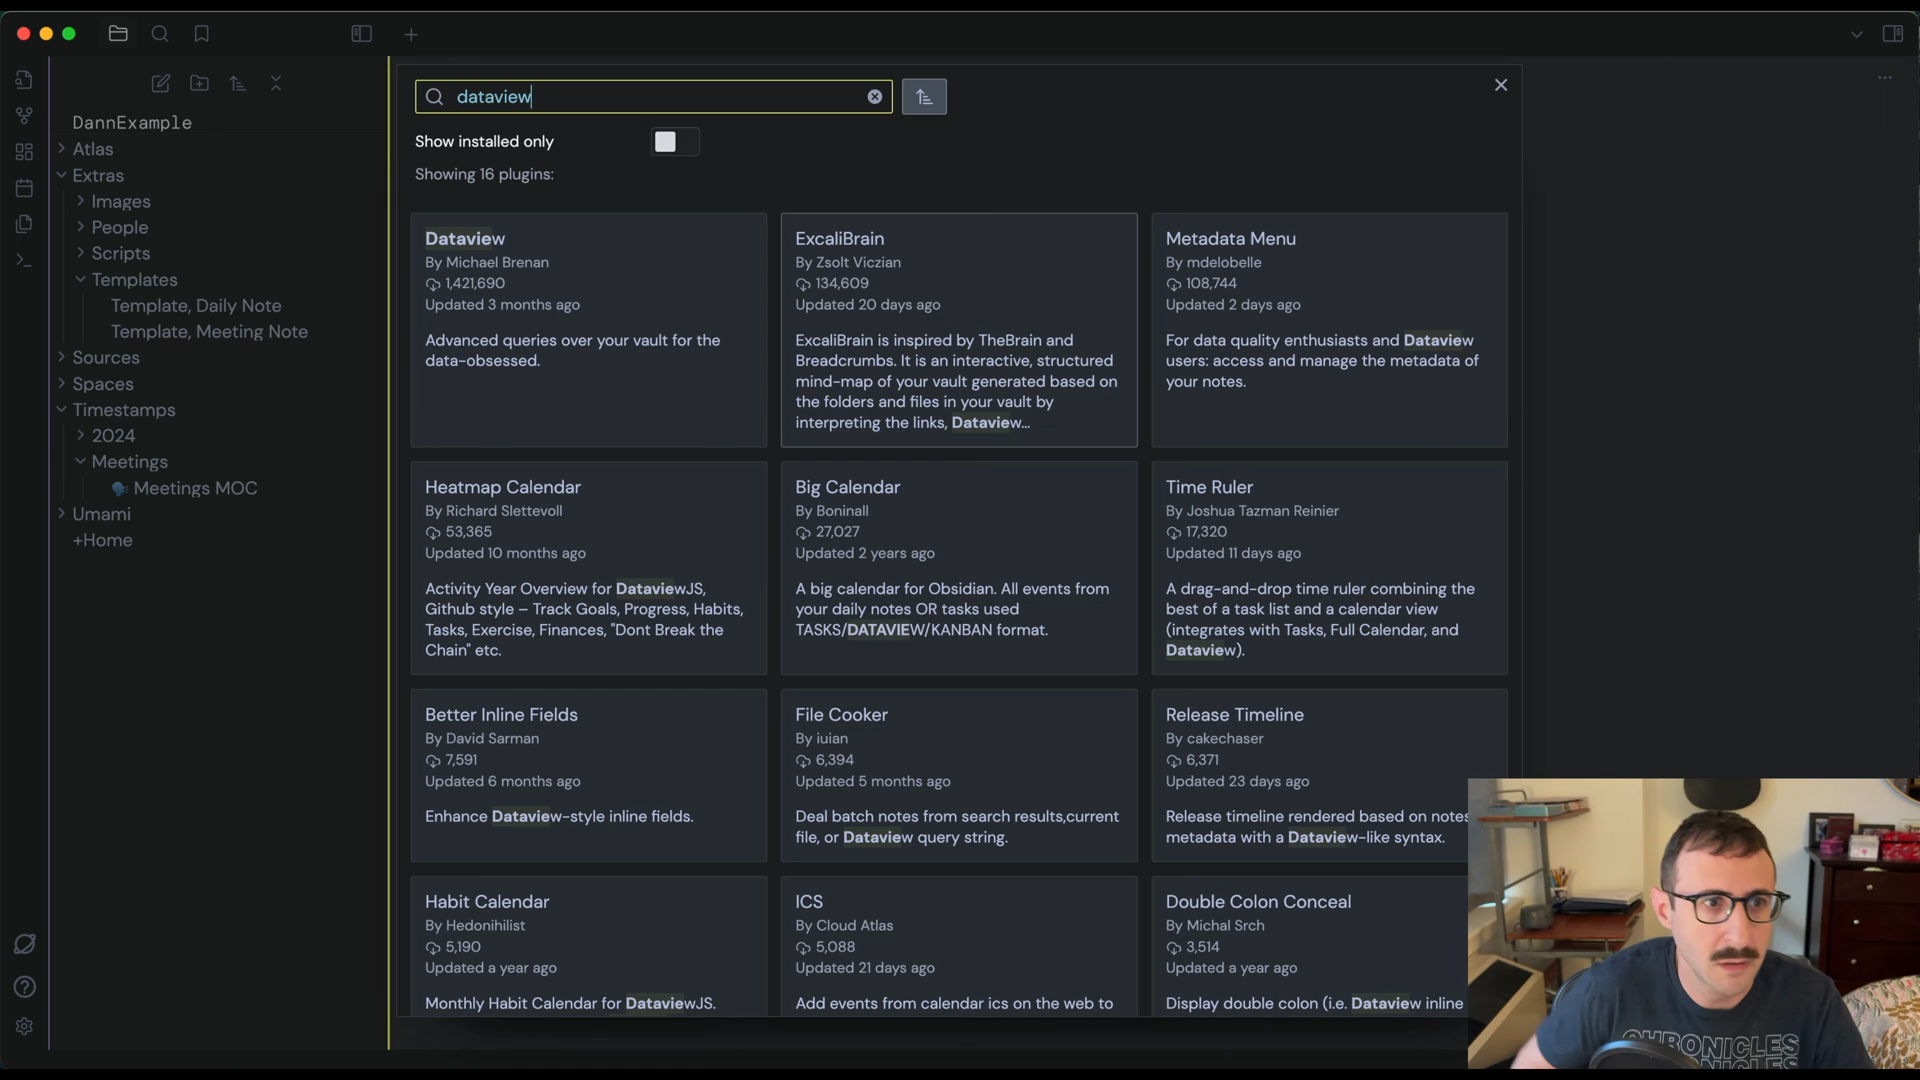 dataview
Show installed only
Showing 16 plugins:
DannExample
Atlas
Extras
Images
People
Scripts
Templates
Template, Daily Note
Template, Meeting Note
Sources
Spaces
Timestamps
2024
Meetings
Meetings MOC
Umami
+Home
Dataview
By Michael Brenan
1,421,690
Updated 3 months ago
Advanced queries over your vault for the
data-obsessed.
ExcaliBrain
By Zsolt Viczian
134,609
Updated 20 days ago
ExcaliBrain is inspired by TheBrain and
Breadcrumbs. It is an interactive, structured
mind-map of your vault generated based on
the folders and files in your vault by
interpreting the links, Dataview...
Metadata Menu
By mdelobelle
108,744
Updated 2 days ago
For data quality enthusiasts and Dataview
users: access and manage the metadata of
your notes.
Heatmap Calendar
By Richard Slettevoll
53,365
Updated 10 months ago
Activity Year Overview for DataviewJS,
Github style – Track Goals, Progress, Habits,
Tasks, Exercise, Finances, "Dont Break the
Chain" etc.
Big Calendar
By Boninall
27,027
Updated 2 years ago
A big calendar for Obsidian. All events from
your daily notes OR tasks used
TASKS/DATAVIEW/KANBAN format.
Time Ruler
By Joshua Tazman Reinier
17,320
Updated 11 days ago
A drag-and-drop time ruler combining the
best of a task list and a calendar view
(integrates with Tasks, Full Calendar, and
Dataview).
Better Inline Fields
By David Sarman
7,591
Updated 6 months ago
Enhance Dataview-style inline fields.
File Cooker
By iuian
6,394
Updated 5 months ago
Deal batch notes from search results,current
file, or Dataview query string.
Release Timeline
By cakechaser
6,371
Updated 23 days ago
Release timeline rendered based on notes
metadata with a Dataview-like syntax.
Habit Calendar
By Hedonihilist
5,190
Updated a year ago
Monthly Habit Calendar for DataviewJS.
ICS
By Cloud Atlas
5,088
Updated 21 days ago
Add events from calendar ics on the web to
Double Colon Conceal
By Michal Srch
3,514
Updated a year ago
Display double colon (i.e. Dataview inline
CHRONICLES